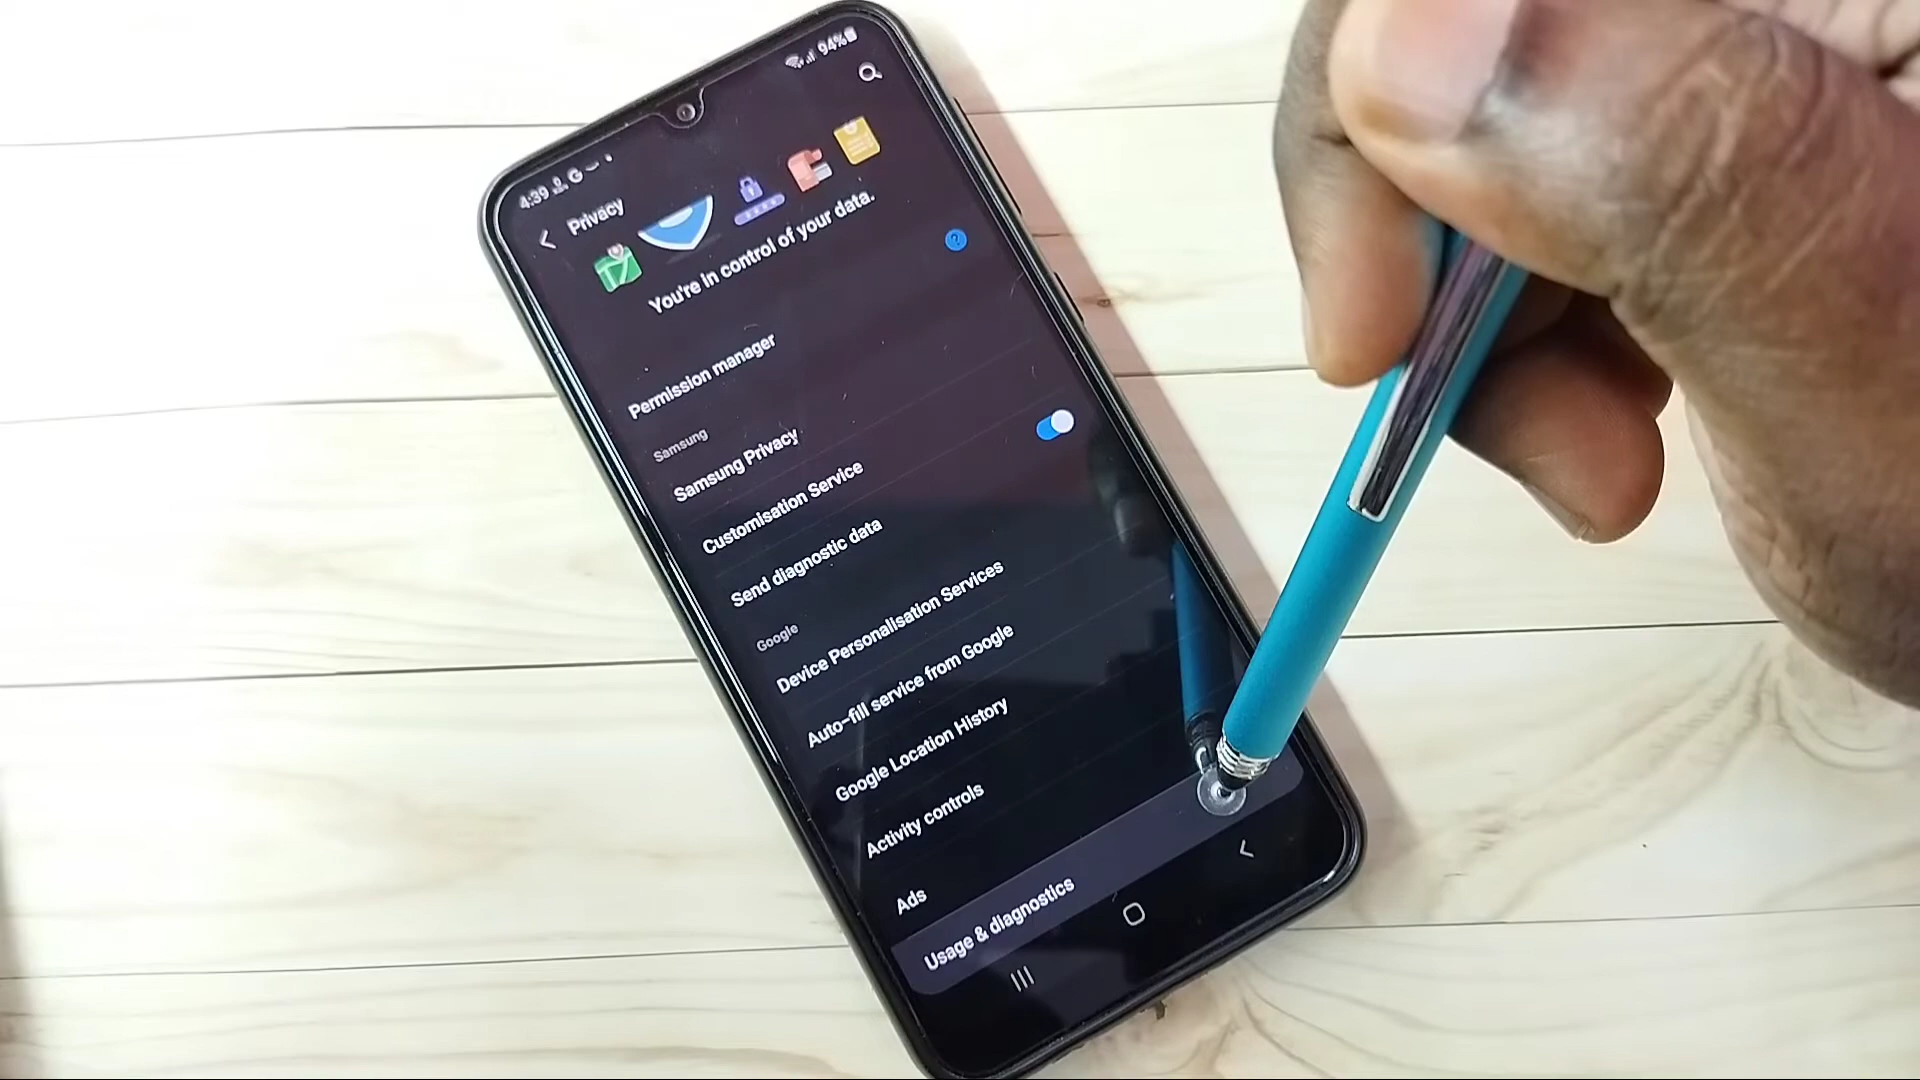 4:39
94%
Privacy
You're in control of your data.
Permission manager
Samsung
Samsung Privacy
Customisation Service
Send diagnostic data
Google
Device Personalisation Services
Auto-fill service from Google
Google Location History
Activity controls
Ads
Usage & diagnostics